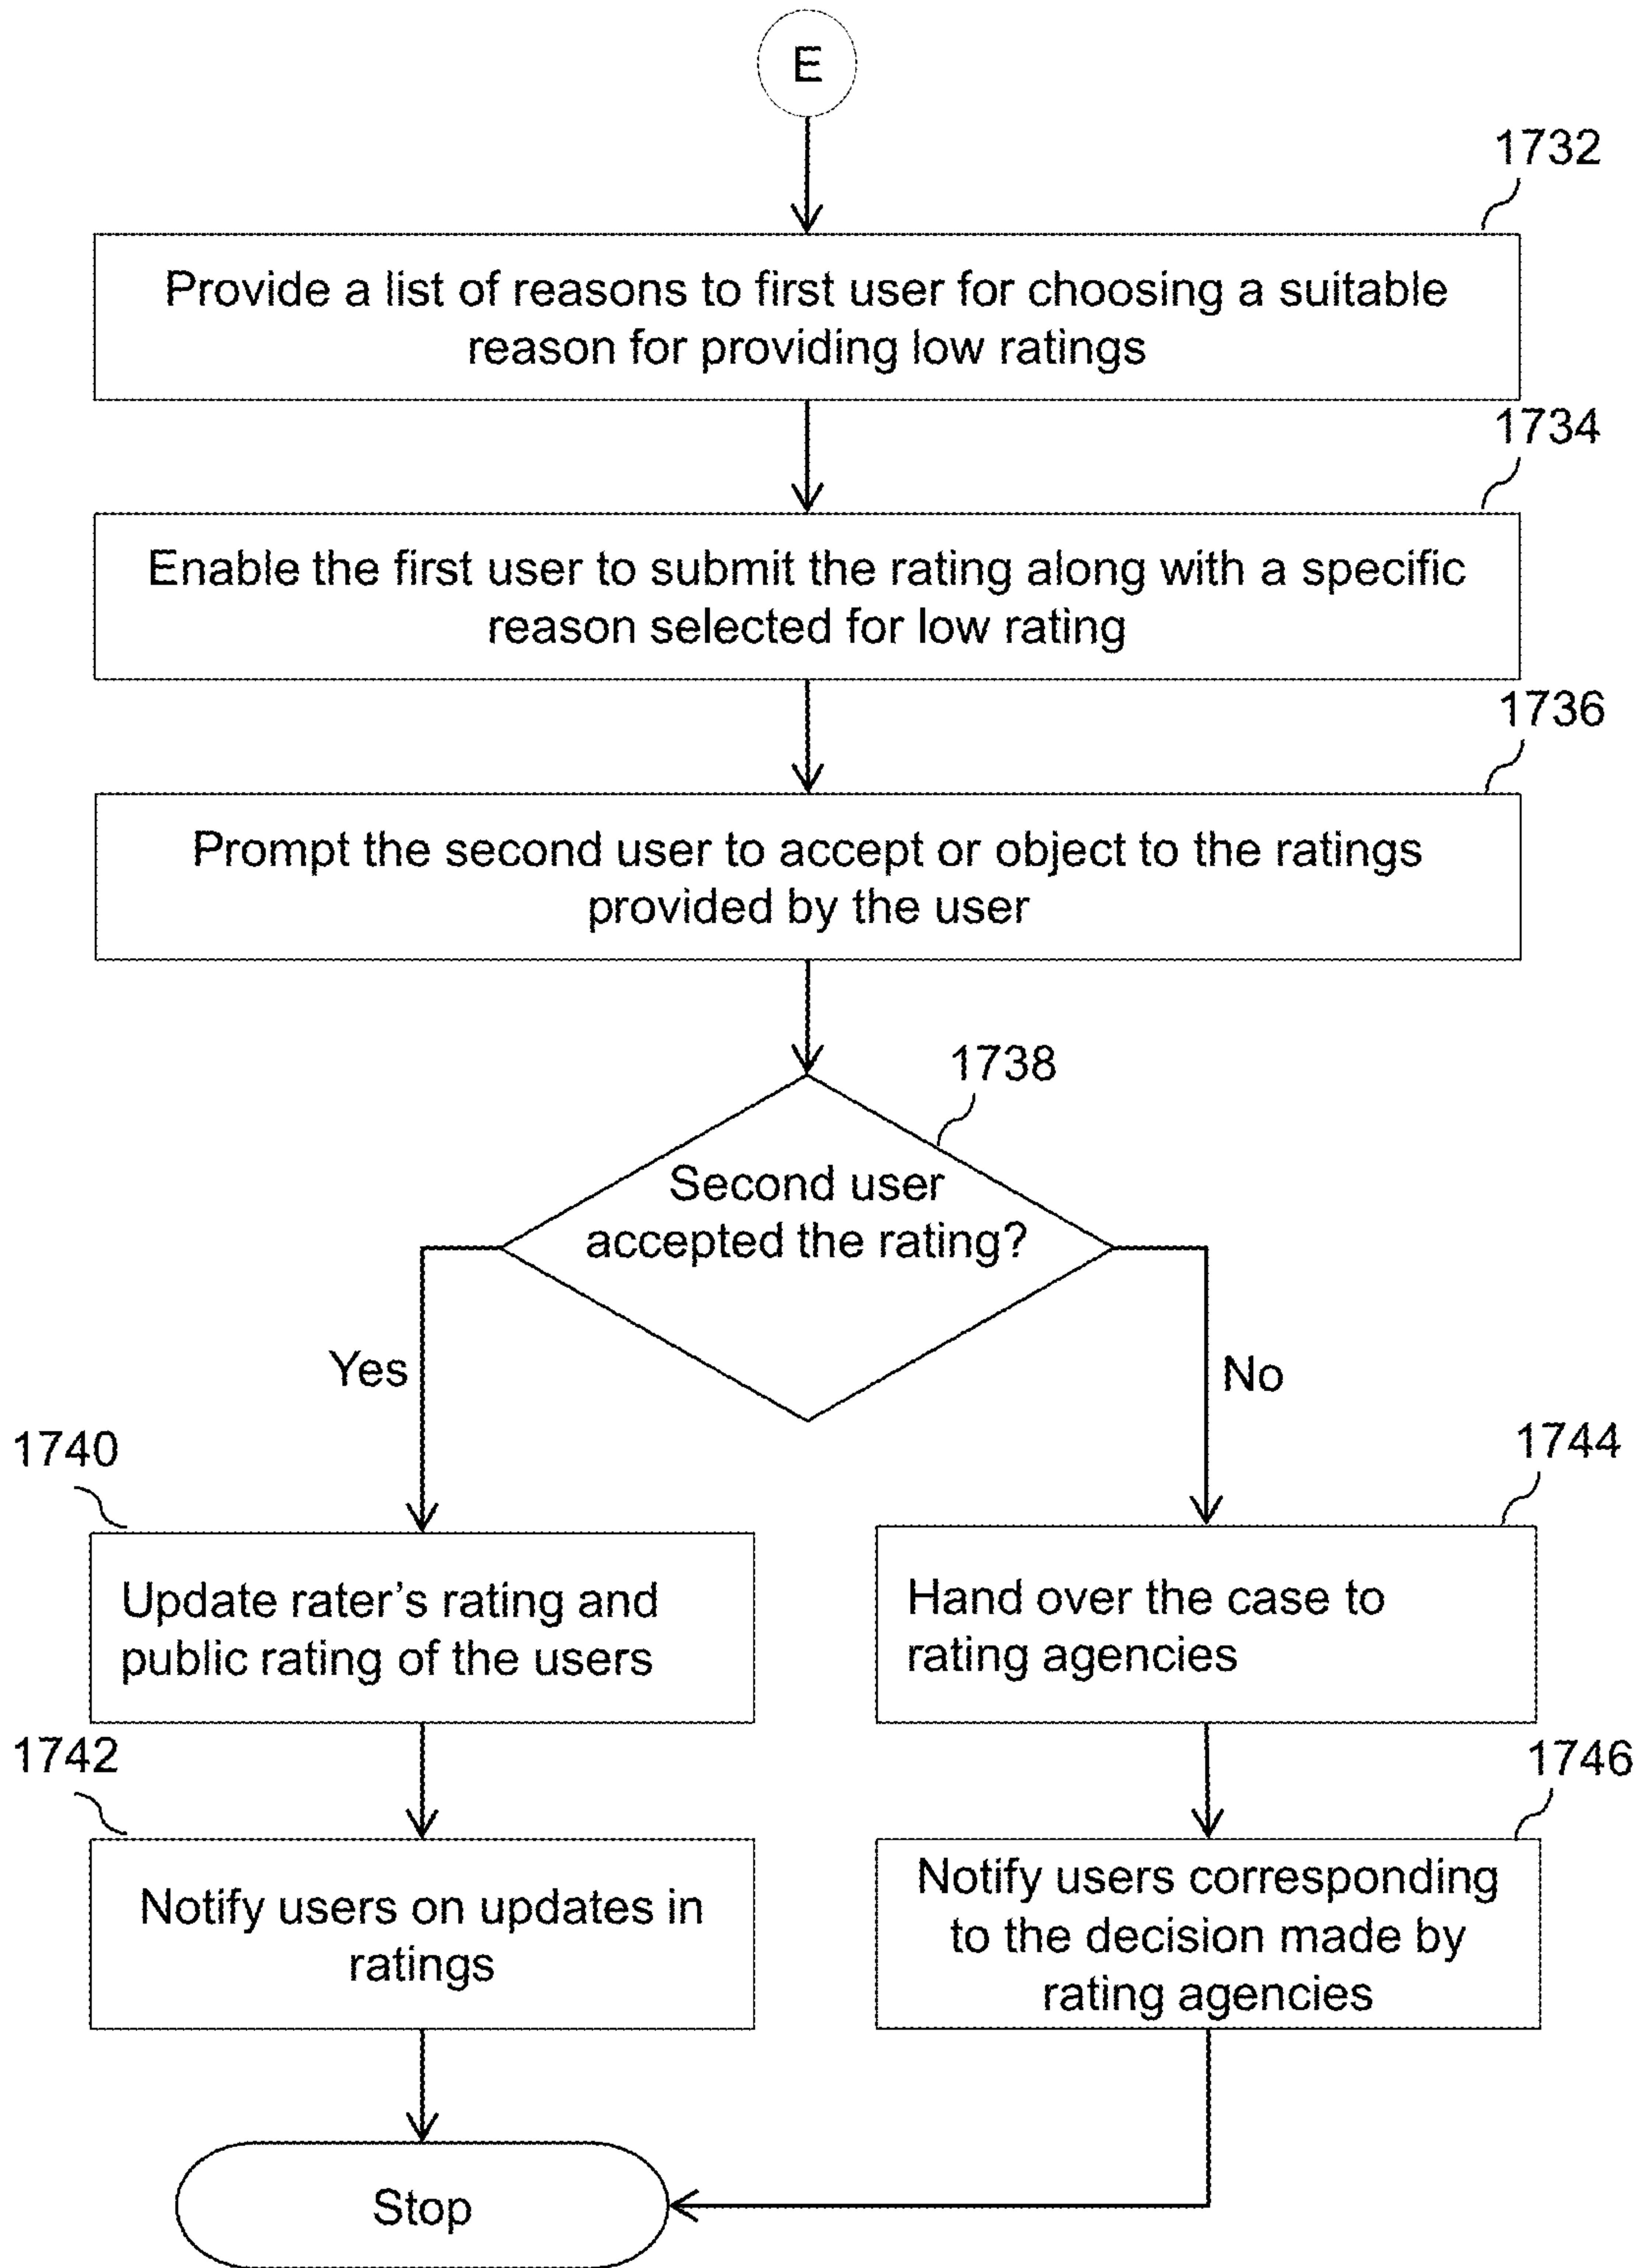 E
1732
Provide a list of reasons to first user for choosing a suitable
reason for providing low ratings
1734
Enable the first user to submit the rating along with a specific
reason selected for low rating
1736
Prompt the second user to accept or object to the ratings
provided by the user
1738
Second user
accepted the rating?
Yes
No
1740
Update rater’s rating and
public rating of the users
1744
Hand over the case to
rating agencies
1742
Notify users on updates in
ratings
1746
Notify users corresponding
to the decision made by
rating agencies
Stop